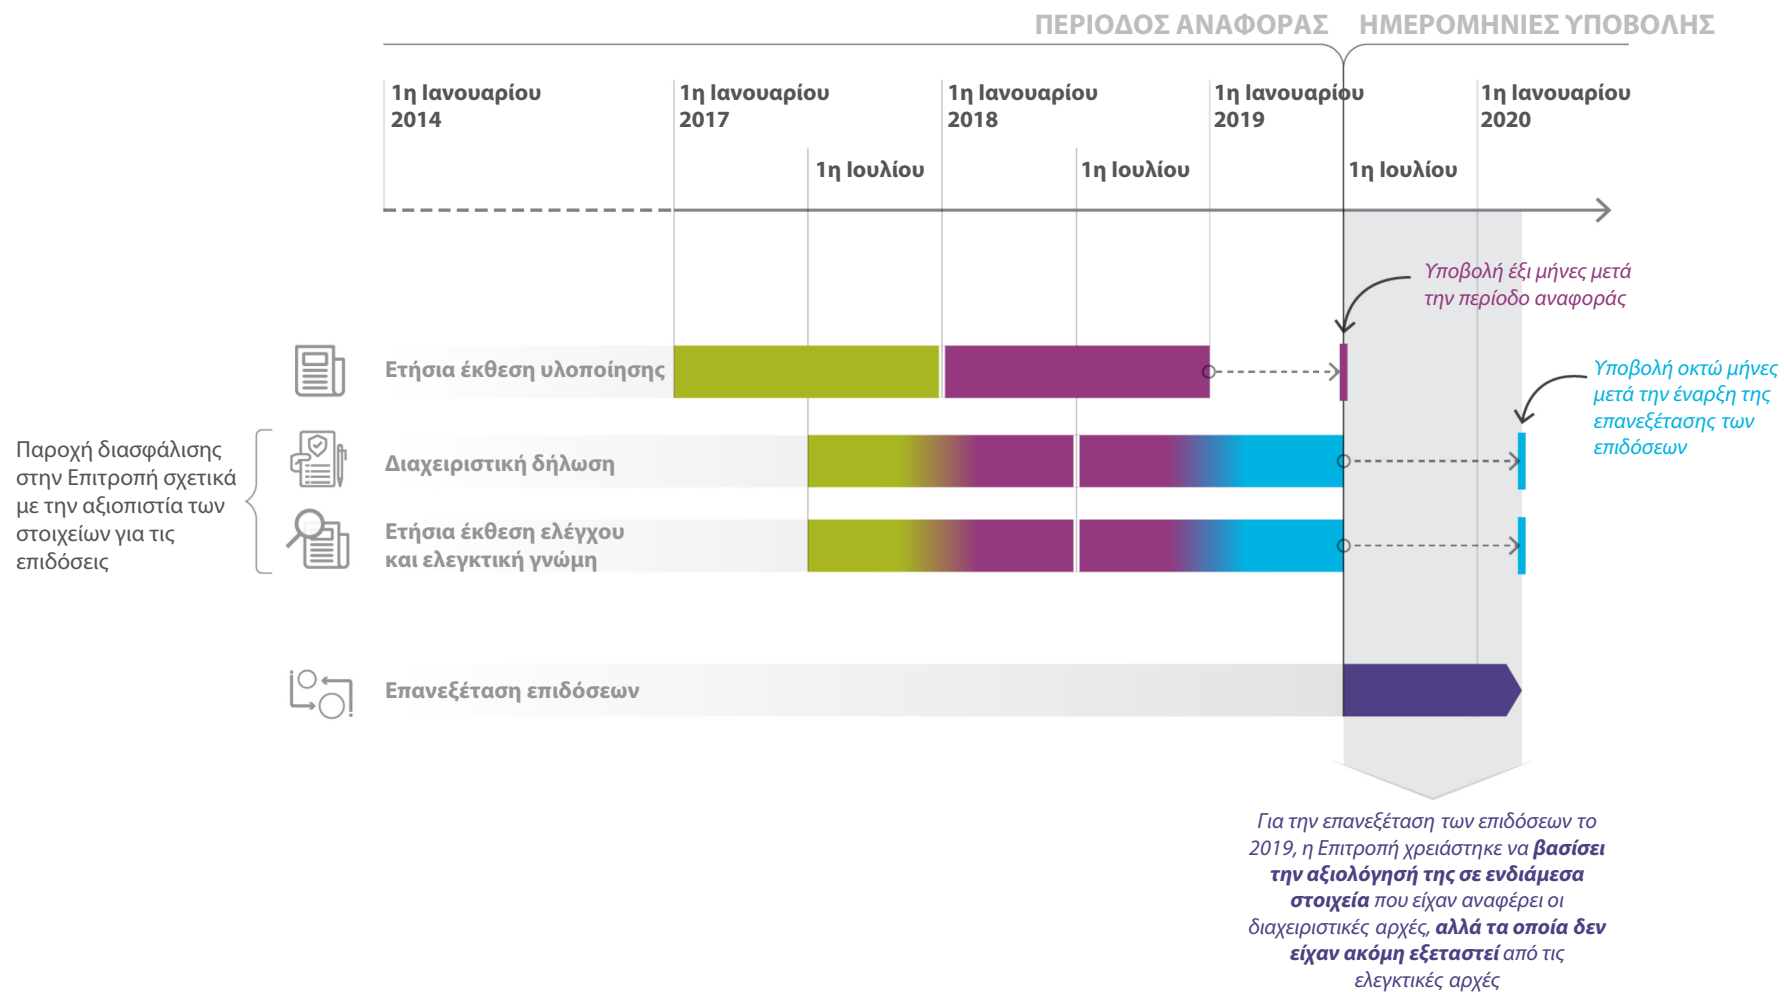 ΠΕΡΙΟΔΟΣ ΑΝΑΦΟΡΑΣ
ΗΜΕΡΟΜΗΝΙΕΣ ΥΠΟΒΟΛΗΣ
1η Ιανουαρίου
2014
1η Ιανουαρίου
2017
1η Ιανουαρίου
2018
1η Ιανουαρίου
2019
1η Ιανουαρίου
2020
1η Ιουλίου
1η Ιουλίου
1η Ιουλίου
Υποβολή έξι μήνες μετά
την περίοδο αναφοράς
Ετήσια έκθεση υλοποίησης
Υποβολή οκτώ μήνες
μετά την έναρξη της
επανεξέτασης των
επιδόσεων
Παροχή διασφάλισης
στην Επιτροπή σχετικά
με την αξιοπιστία των
στοιχείων για τις
επιδόσεις
Διαχειριστική δήλωση
Ετήσια έκθεση ελέγχου
και ελεγκτική γνώμη
Επανεξέταση επιδόσεων
Για την επανεξέταση των επιδόσεων το
2019, η Επιτροπή χρειάστηκε να βασίσει
την αξιολόγησή της σε ενδιάμεσα
στοιχεία που είχαν αναφέρει οι
διαχειριστικές αρχές, αλλά τα οποία δεν
είχαν ακόμη εξεταστεί από τις
ελεγκτικές αρχές